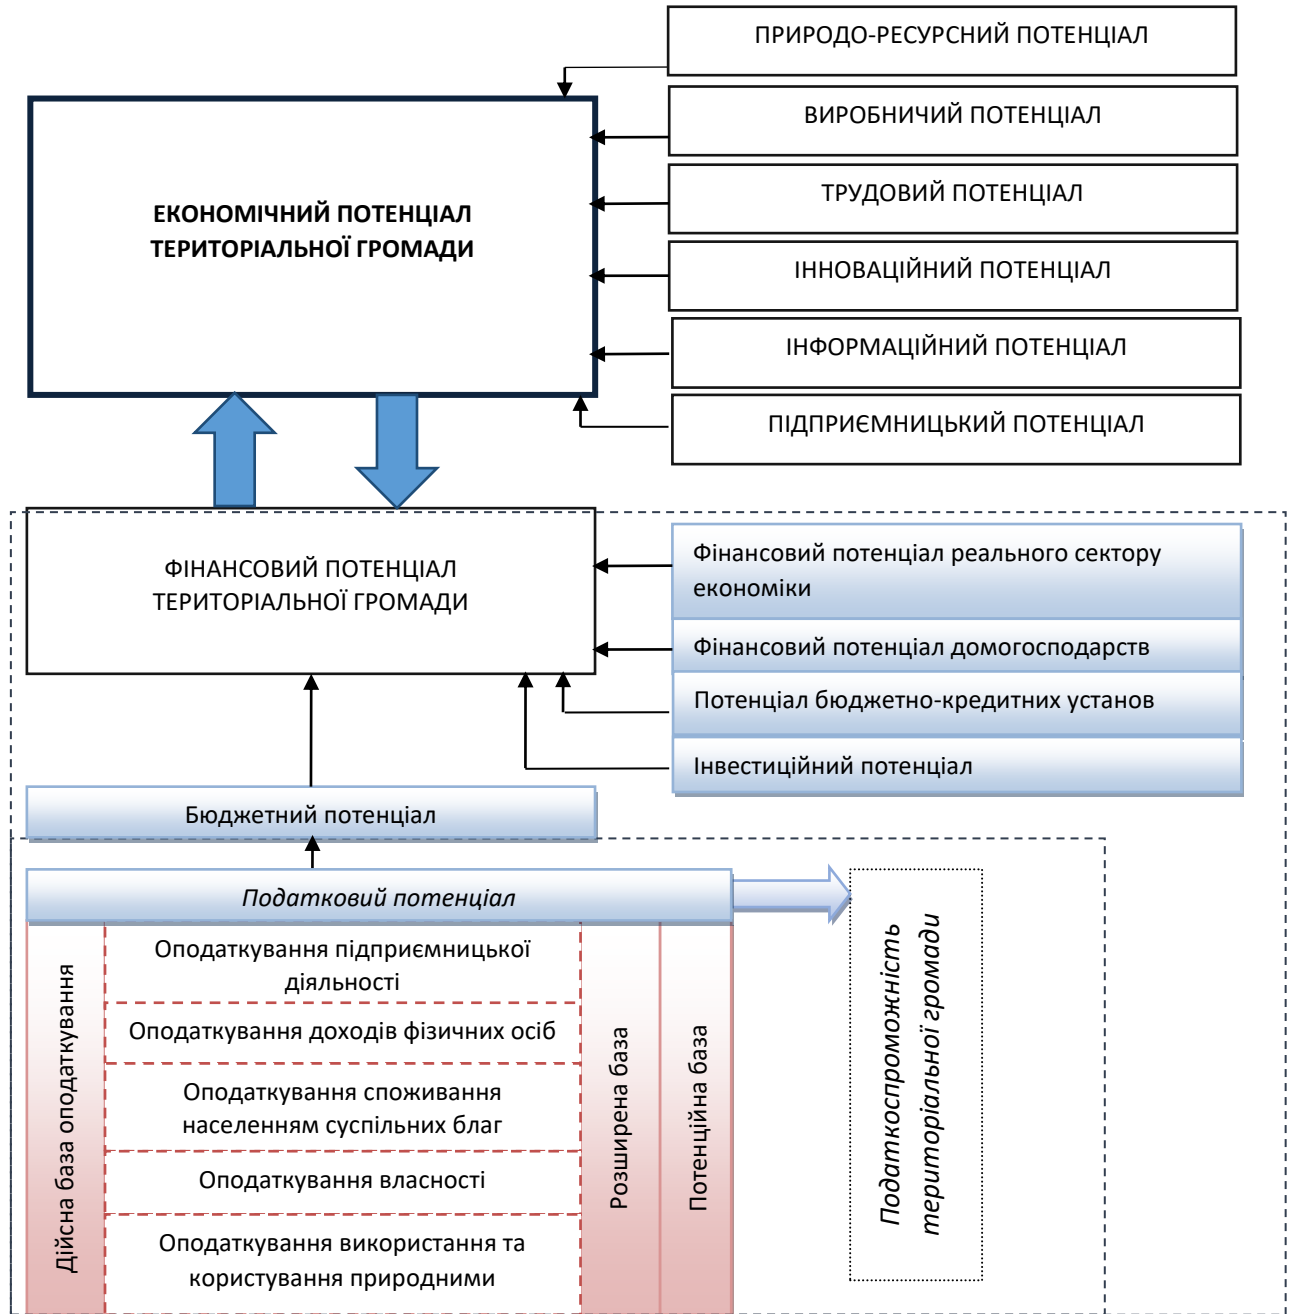 ПРИРОДО-РЕСУРСНИЙ ПОТЕНЦІАЛ
ВИРОБНИЧИЙ ПОТЕНЦІАЛ
ТРУДОВИЙ ПОТЕНЦІАЛ
ІННОВАЦІЙНИЙ ПОТЕНЦІАЛ
ІНФОРМАЦІЙНИЙ ПОТЕНЦІАЛ
ПІДПРИЄМНИЦЬКИЙ ПОТЕНЦІАЛ
ЕКОНОМІЧНИЙ ПОТЕНЦІАЛ
ТЕРИТОРІАЛЬНОЇ ГРОМАДИ
ФІНАНСОВИЙ ПОТЕНЦІАЛ
ТЕРИТОРІАЛЬНОЇ ГРОМАДИ
Фінансовий потенціал реального сектору
економіки
Фінансовий потенціал домогосподарств
Потенціал бюджетно-кредитних установ
Інвестиційний потенціал
Бюджетний потенціал
Податковий потенціал
Дійсна база оподаткування
Оподаткування підприємницької
діяльності
Оподаткування доходів фізичних осіб
Оподаткування споживання
населенням суспільних благ
Оподаткування власності
Оподаткування використання та
користування природними
Розширена база
Потенційна база
Податкоспроможність
територіальної громади